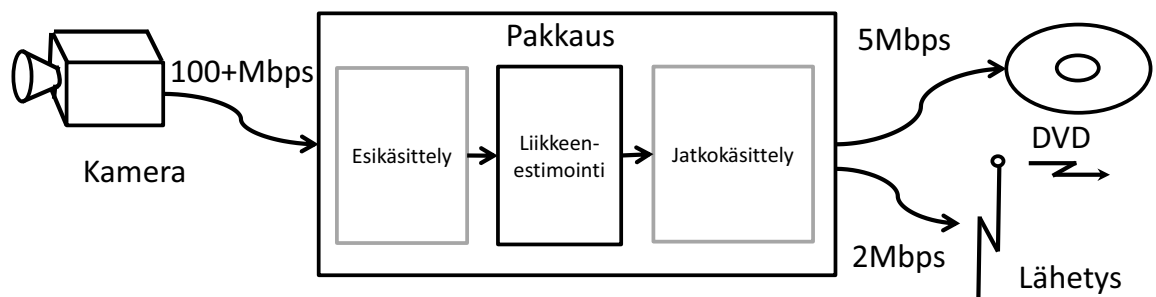 Pakkaus
5Mbps
100+Mbps
Esikäsittely
Liikkeen-
estimointi
Jatkokäsittely
DVD
Kamera
2Mbps
Lähetys